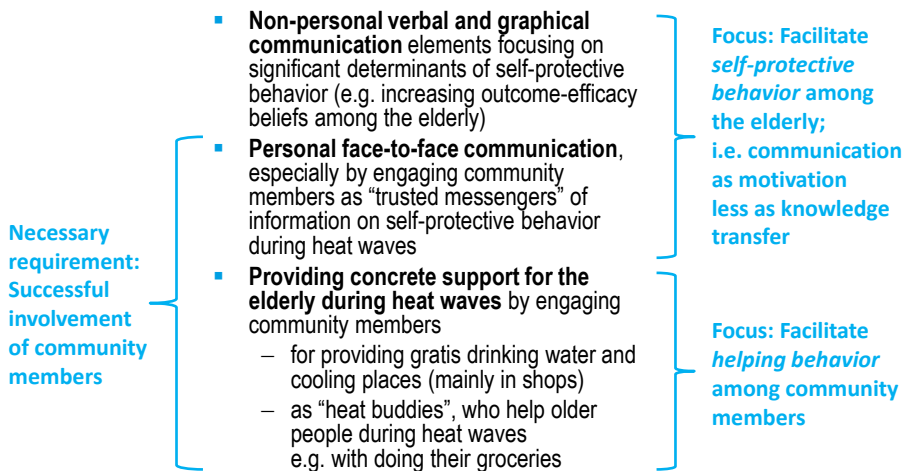 ▪ Non-personal verbal and graphical
communication elements focusing on
significant determinants of self-protective
behavior (e.g. increasing outcome-efficacy
beliefs among the elderly)
▪ Personal face-to-face communication,
especially by engaging community
members as “trusted messengers” of
information on self-protective behavior
during heat waves
▪ Providing concrete support for the
elderly during heat waves by engaging
community members
– for providing gratis drinking water and
cooling places (mainly in shops)
– as “heat buddies”, who help older
people during heat waves
e.g. with doing their groceries
Necessary
requirement:
Successful
involvement
of community
members
Focus: Facilitate
self-protective
behavior among
the elderly;
i.e. communication
as motivation
less as knowledge
transfer
Focus: Facilitate
helping behavior
among community
members